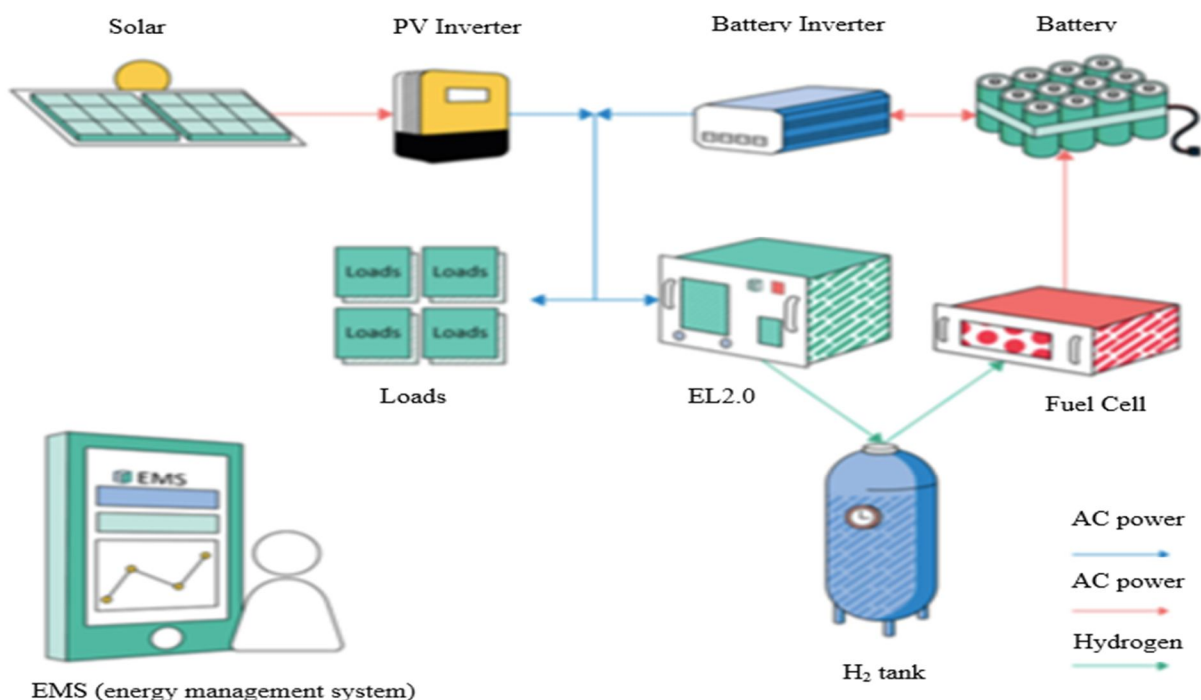 Solar
PV Inverter
Battery Inverter
Battery
Loads
Loads
Loads
Loads
Loads
EL2.0
Fuel Cell
EMS
AC power
AC power
Hydrogen
H₂ tank
EMS (energy management system)